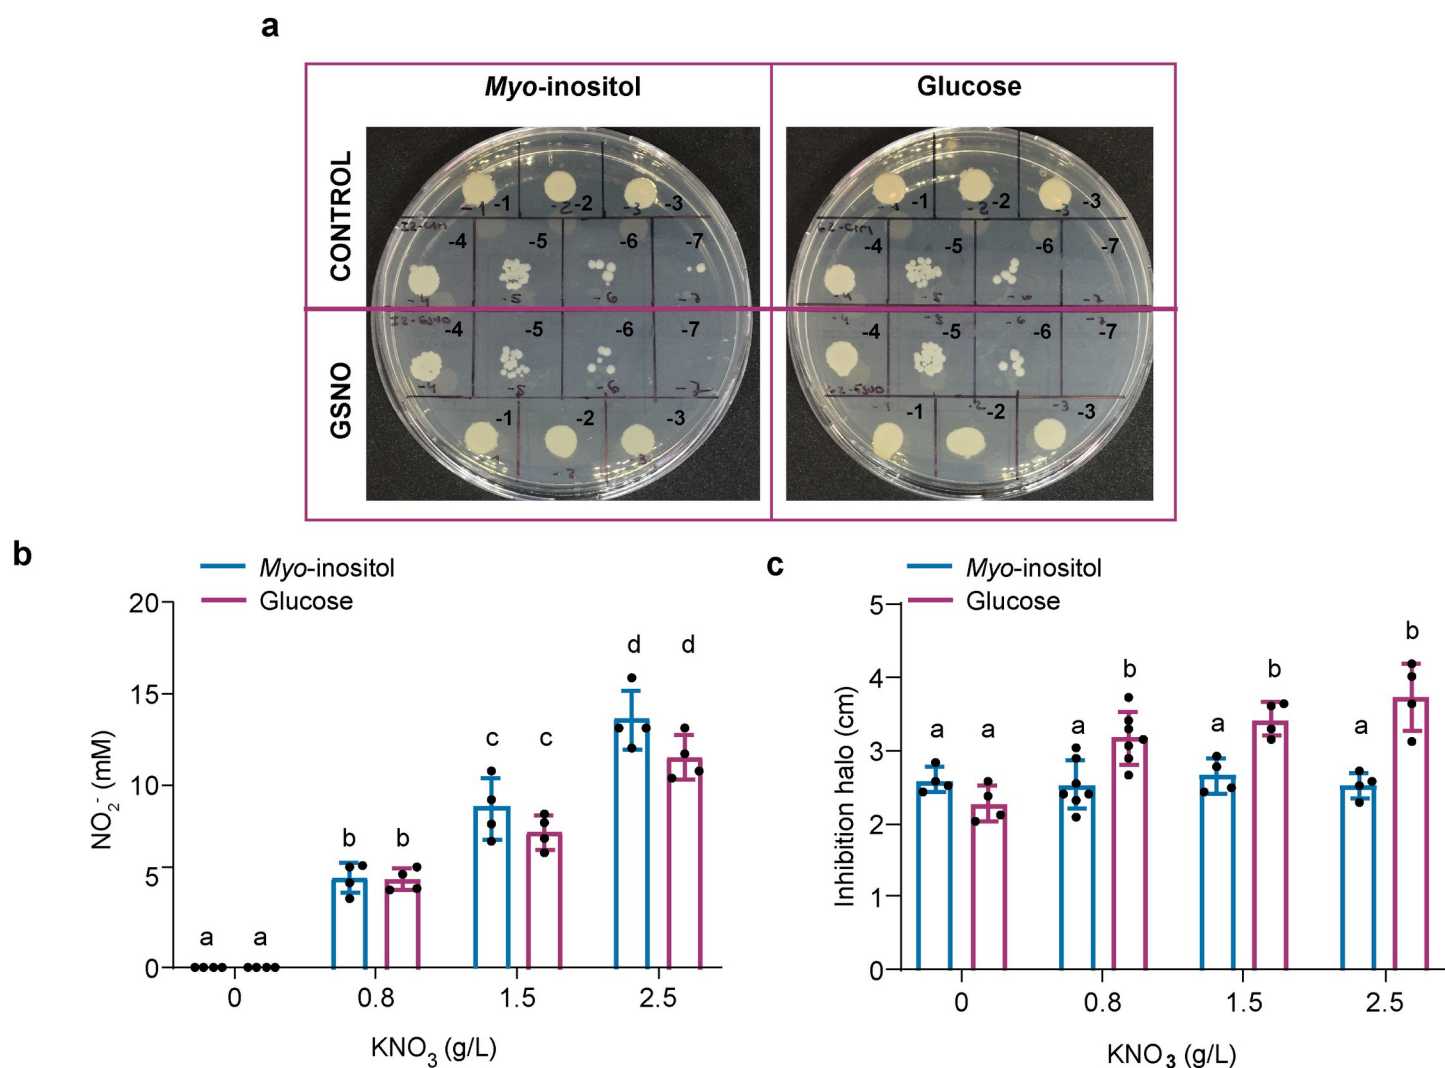 a
Myo-inositol Glucose
CONTROL
-1 -2 -3 -1 -2 -3
-4 -5 -6 -7 -4 -5 -6 -7
GSNO
-4 -5 -6 -7 -4 -5 -6 -7
-1 -2 -3 -1 -2 -3
b
Myo-inositol
Glucose
20
15
10
5
0
NO2- (mM)
a a b b c c d d
0 0.8 1.5 2.5
KNO3 (g/L)
c
Myo-inositol
Glucose
5
4
3
2
1
0
Inhibition halo (cm)
a a a b a b a b
0 0.8 1.5 2.5
KNO3 (g/L)